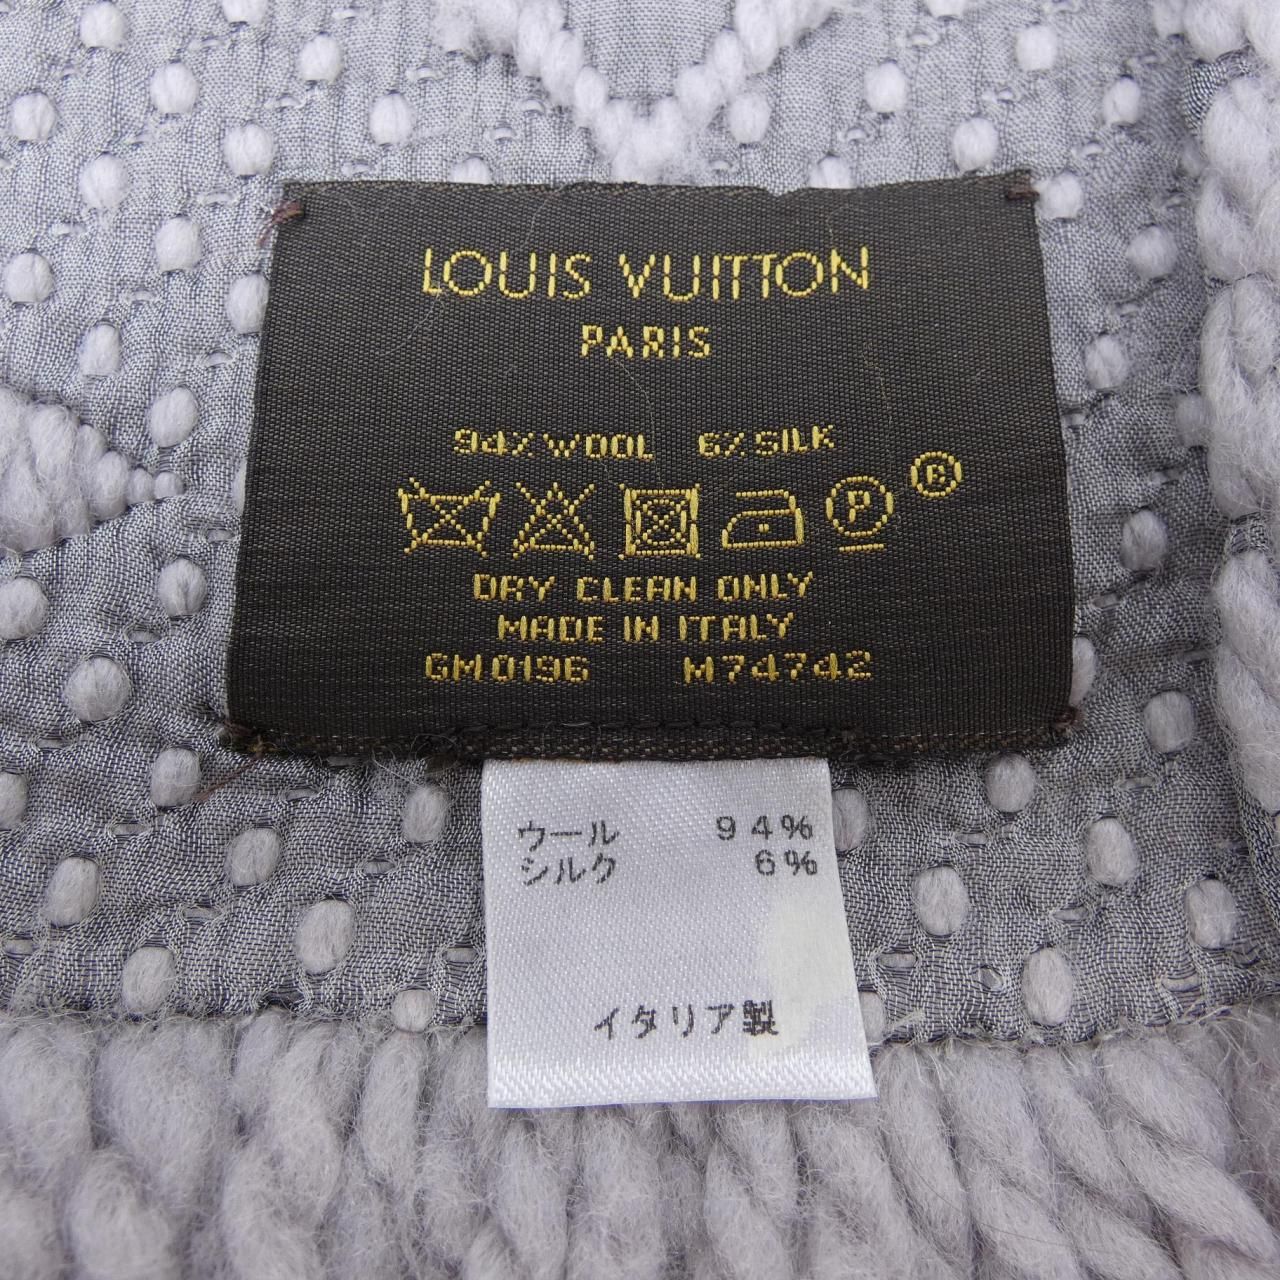 LOUIS VUITTON
PARIS
94% WOOL 6% SILK
P ®
DRY CLEAN ONLY
MADE IN ITALY
GM0196 M74742
ウール 94%
シルク 6%
イタリア製